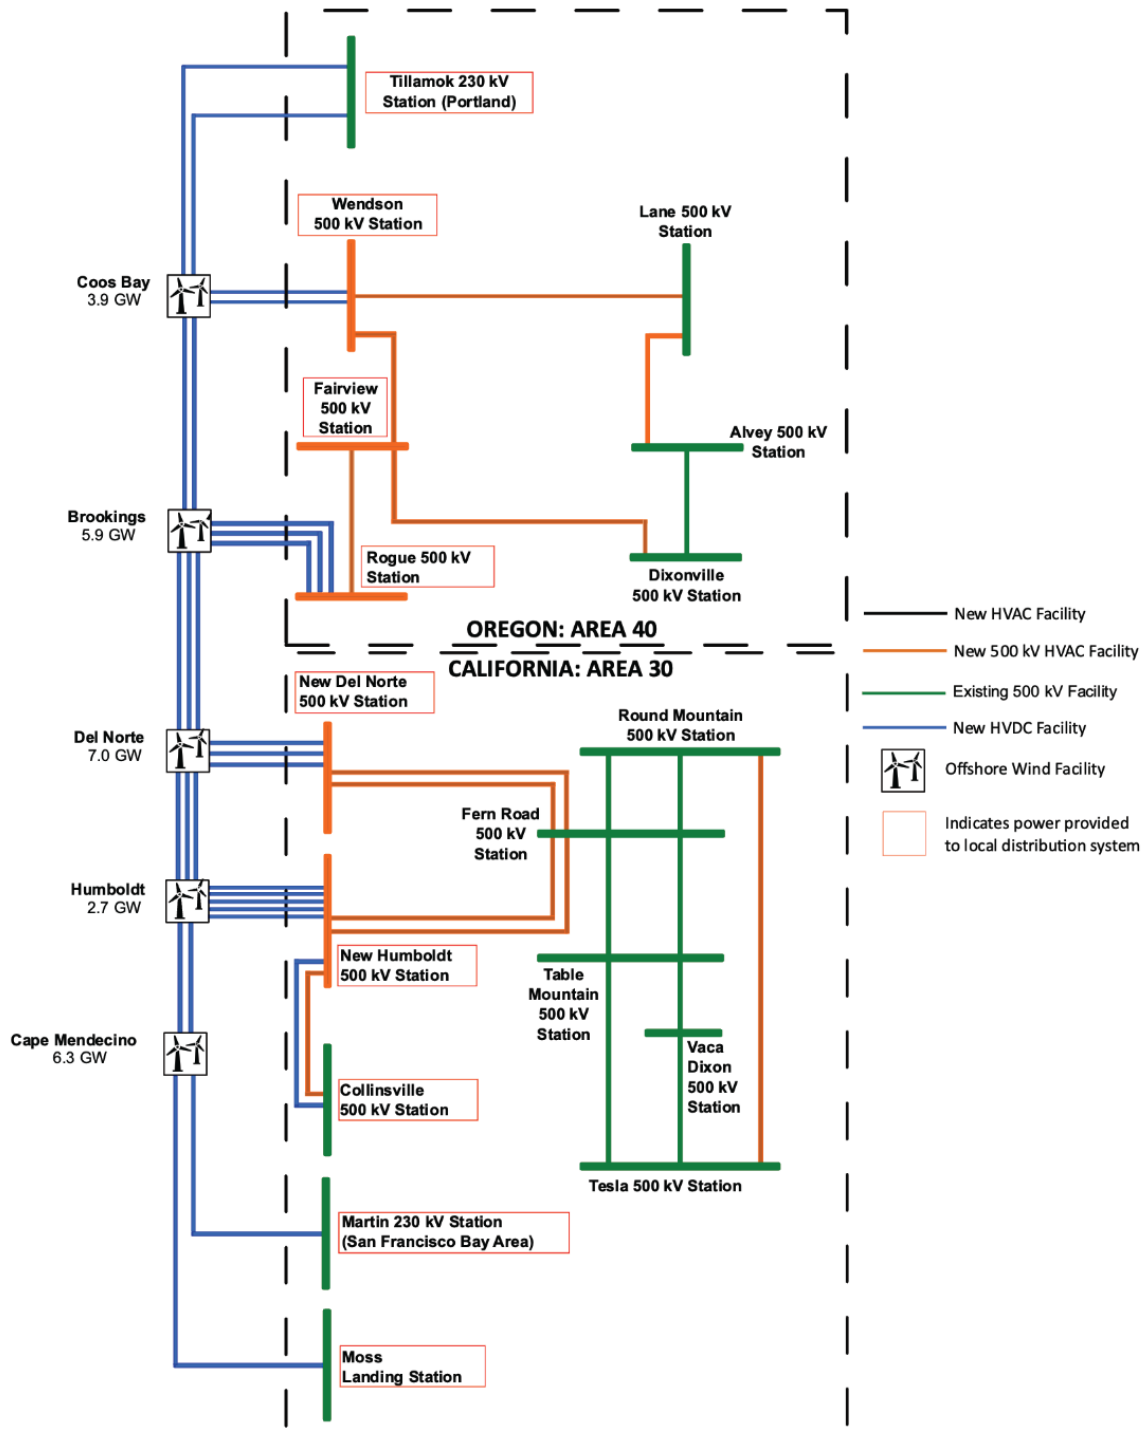 Tillamok 230 kV
Station (Portland)
Wendson
500 kV Station
Lane 500 kV
Station
Coos Bay
3.9 GW
Fairview
500 kV
Station
Alvey 500 kV
Station
Brookings
5.9 GW
Rogue 500 kV
Station
Dixonville
500 kV Station
OREGON: AREA 40
CALIFORNIA: AREA 30
New HVAC Facility
New 500 kV HVAC Facility
Existing 500 kV Facility
New HVDC Facility
Offshore Wind Facility
Indicates power provided
to local distribution system
New Del Norte
500 kV Station
Round Mountain
500 kV Station
Del Norte
7.0 GW
Fern Road
500 kV
Station
Humboldt
2.7 GW
New Humboldt
500 kV Station
Table
Mountain
500 kV
Station
Cape Mendecino
6.3 GW
Vaca
Dixon
500 kV
Station
Collinsville
500 kV Station
Tesla 500 kV Station
Martin 230 kV Station
(San Francisco Bay Area)
Moss
Landing Station